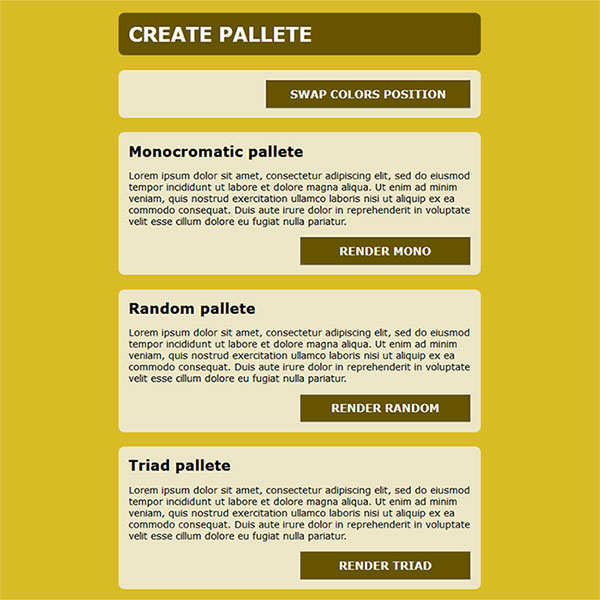 CREATE PALLETE
SWAP COLORS POSITION
Monocromatic pallete
Lorem ipsum dolor sit amet, consectetur adipiscing elit, sed do eiusmod
tempor incididunt ut labore et dolore magna aliqua. Ut enim ad minim
veniam, quis nostrud exercitation ullamco laboris nisi ut aliquip ex ea
commodo consequat. Duis aute irure dolor in reprehenderit in voluptate
velit esse cillum dolore eu fugiat nulla pariatur.
RENDER MONO
Random pallete
Lorem ipsum dolor sit amet, consectetur adipiscing elit, sed do eiusmod
tempor incididunt ut labore et dolore magna aliqua. Ut enim ad minim
veniam, quis nostrud exercitation ullamco laboris nisi ut aliquip ex ea
commodo consequat. Duis aute irure dolor in reprehenderit in voluptate
velit esse cillum dolore eu fugiat nulla pariatur.
RENDER RANDOM
Triad pallete
Lorem ipsum dolor sit amet, consectetur adipiscing elit, sed do eiusmod
tempor incididunt ut labore et dolore magna aliqua. Ut enim ad minim
veniam, quis nostrud exercitation ullamco laboris nisi ut aliquip ex ea
commodo consequat. Duis aute irure dolor in reprehenderit in voluptate
velit esse cillum dolore eu fugiat nulla pariatur.
RENDER TRIAD